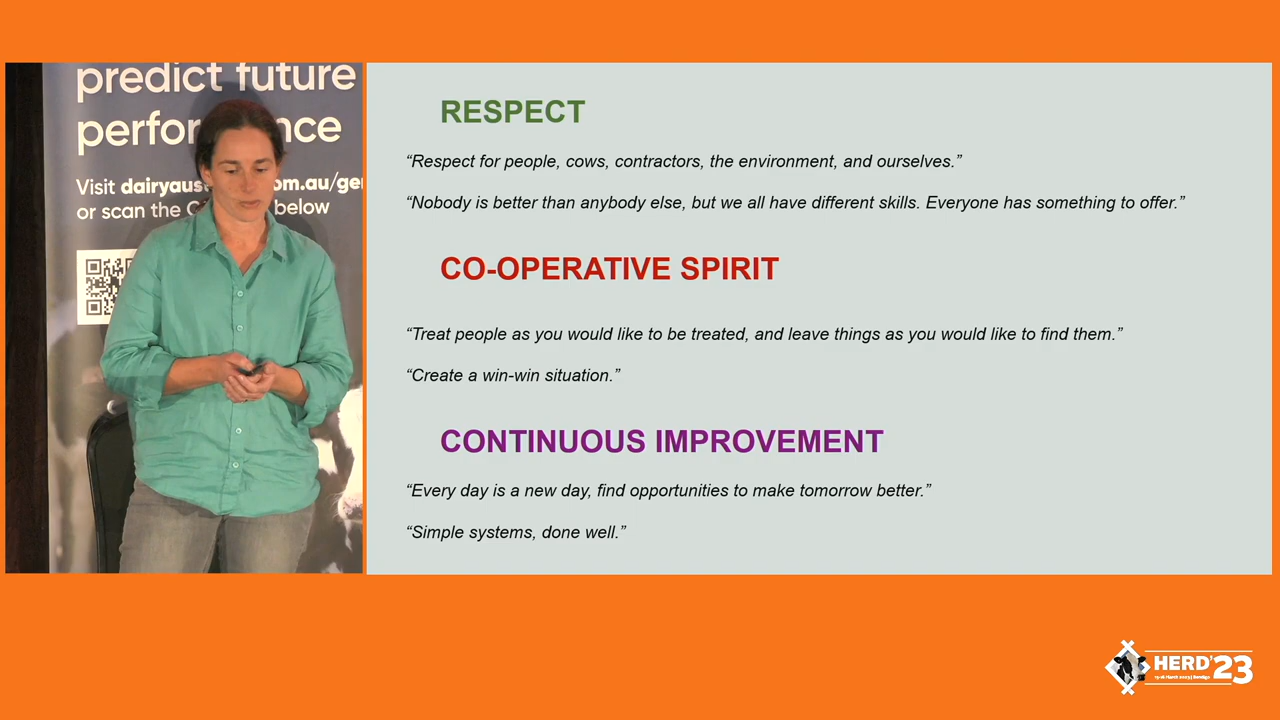 predict future
perfor nce
Visit dairyaus om.au/ge
or scan the below
RESPECT
“Respect for people, cows, contractors, the environment, and ourselves.”
“Nobody is better than anybody else, but we all have different skills. Everyone has something to offer.”
CO-OPERATIVE SPIRIT
“Treat people as you would like to be treated, and leave things as you would like to find them.”
“Create a win-win situation.”
CONTINUOUS IMPROVEMENT
“Every day is a new day, find opportunities to make tomorrow better.”
“Simple systems, done well.”
HERD'23
March 2023 | Bendigo